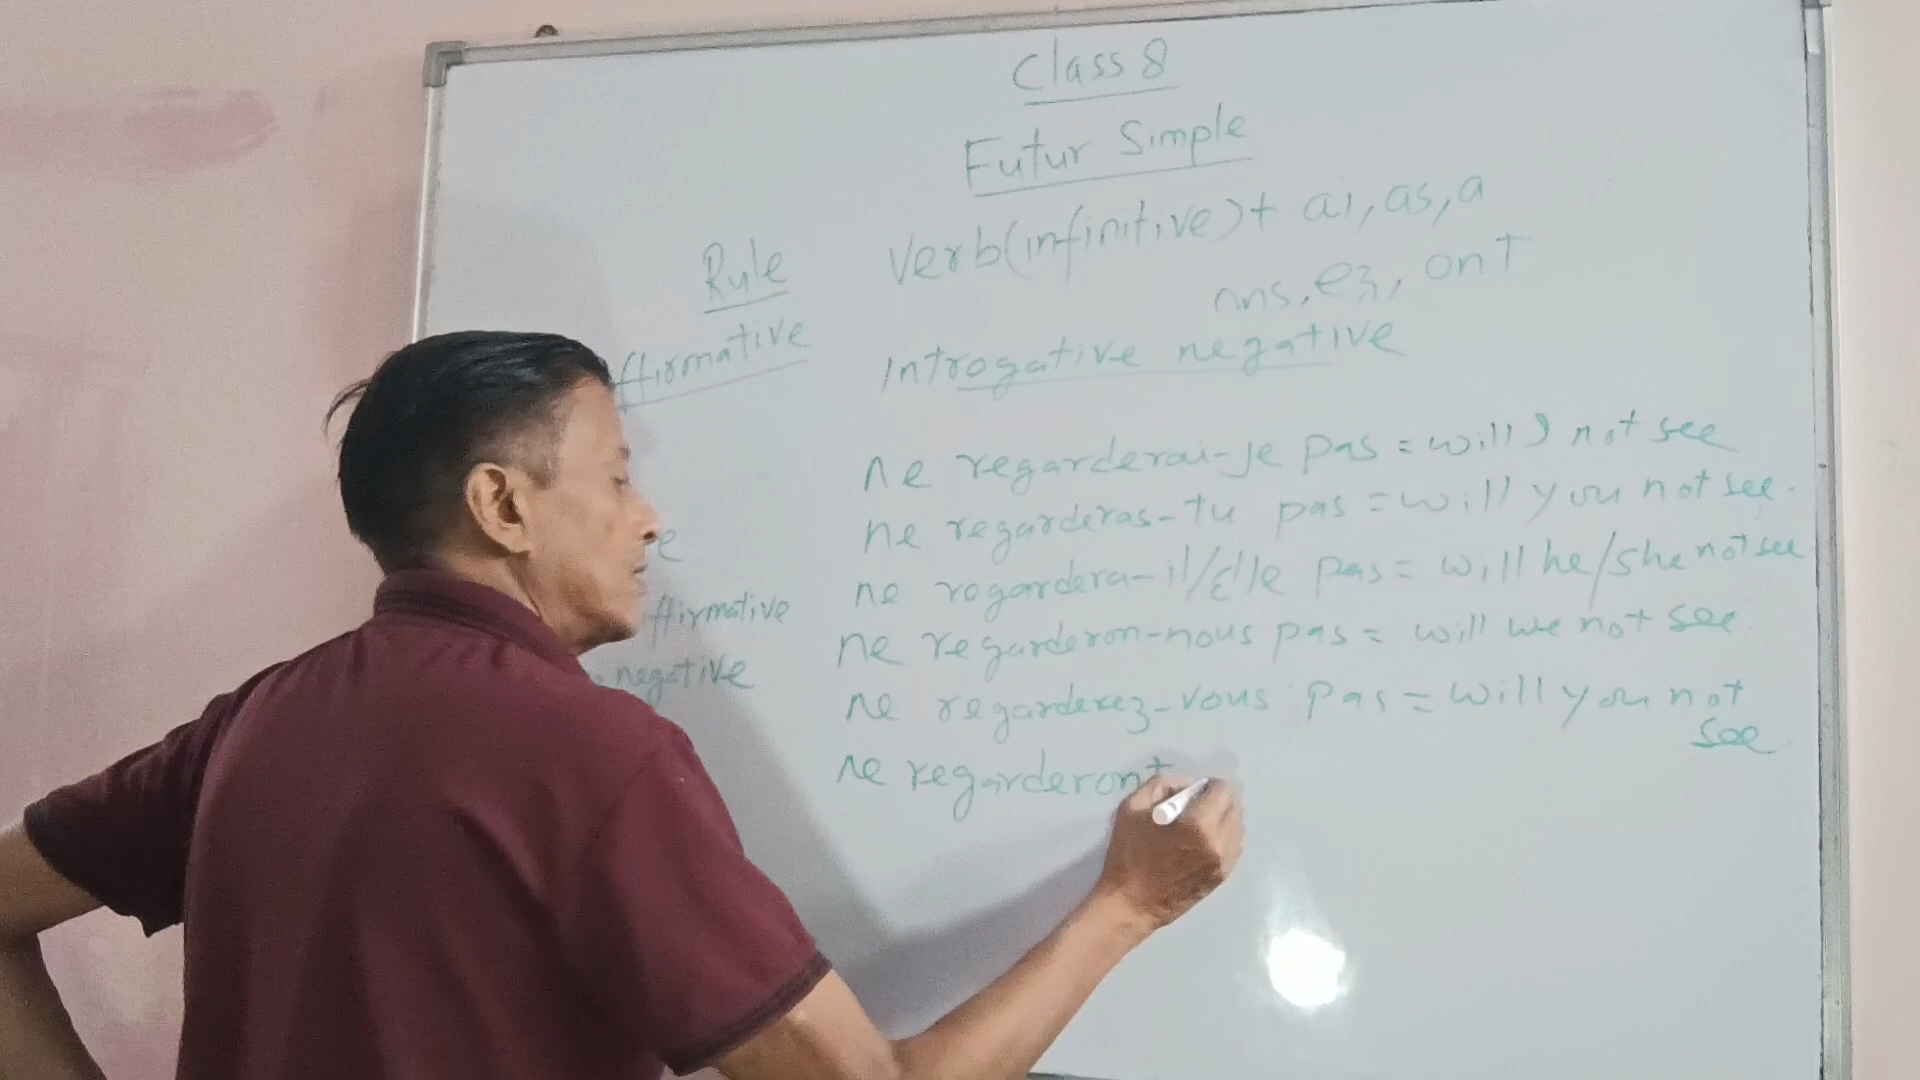 Class 8
Futur Simple
Rule Verb(infinitive)+ ai, as, a
ons, ez, ont
ffirmative Introgative negative
ne regarderai-je pas = will I not see
ne regarderas-tu pas = will you not see.
e
ne regardera-il/elle pas = will he/she not see
ffirmative
ne regarderon-nous pas = will we not see
negative
ne regarderez-vous pas = will you not
see
ne regarderont